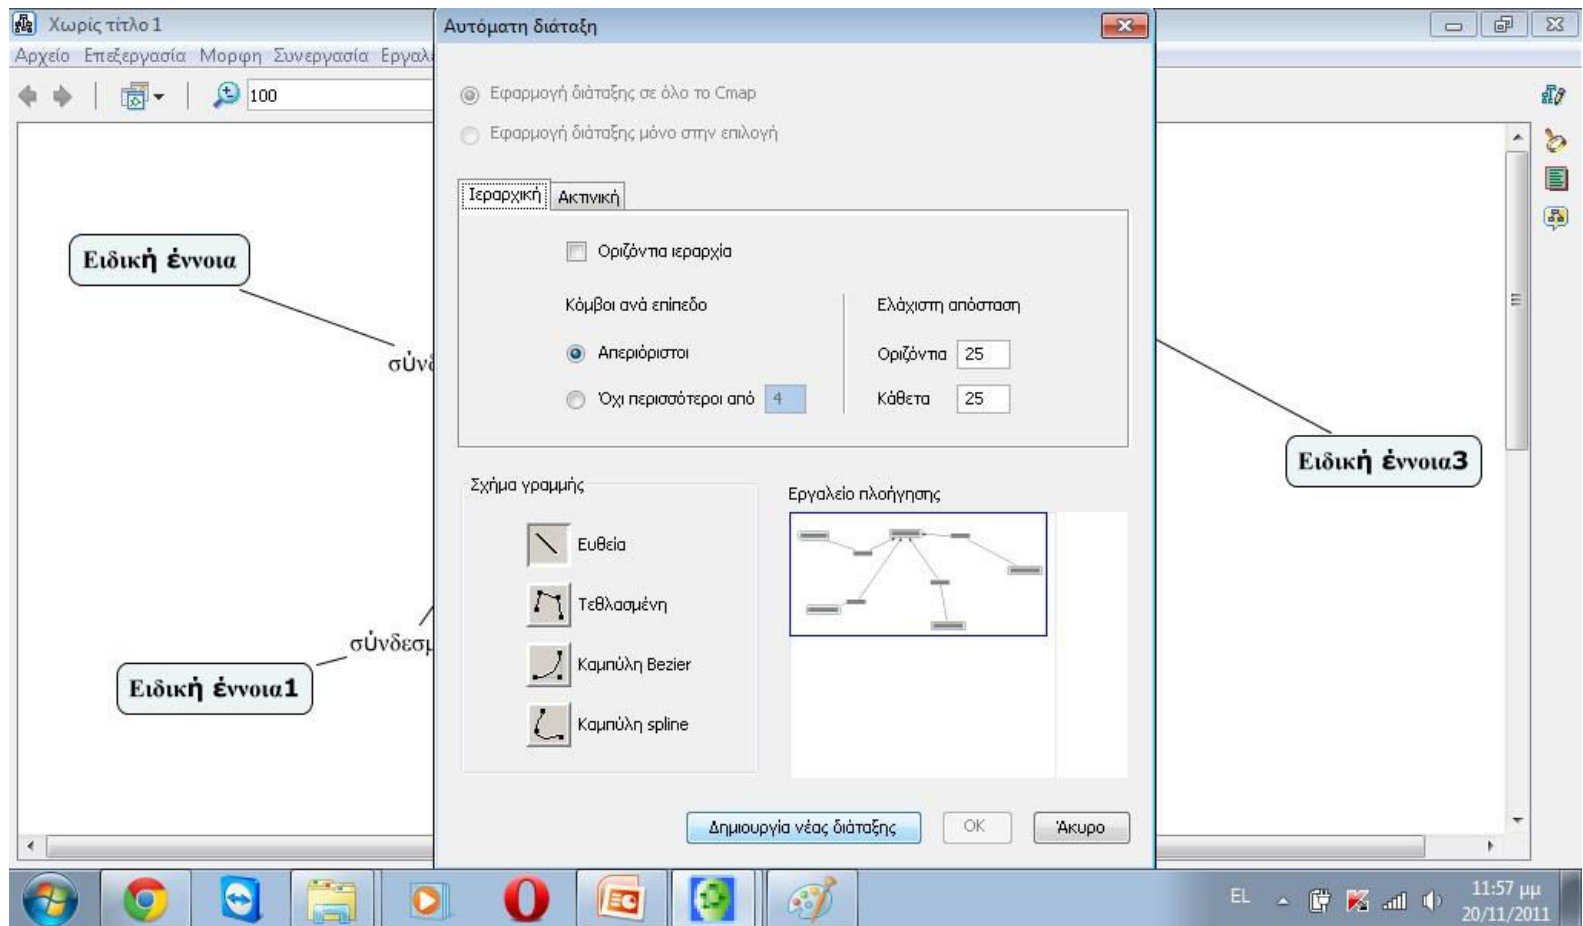 Χωρίς τίτλο 1
Αρχείο Επεξεργασία Μορφη Συνεργασία
100
Ειδική έννοια
Ειδική έννοια1
Ειδική έννοια3
Αυτόματη διάταξη
Εφαρμογή διάταξης σε όλο το Cmap
Εφαρμογή διάταξης μόνο στην επιλογή
Ιεραρχική Ακτινική
Οριζόντια ιεραρχία
Κόμβοι ανά επίπεδο
Απεριόριστοι
Όχι περισσότεροι από 4
Ελάχιστη απόσταση
Οριζόντια 25
Κάθετα 25
Σχήμα γραμμής
Ευθεία
Τεθλασμένη
Καμπύλη Bezier
Καμπύλη spline
Εργαλείο πλοήγησης
Δημιουργία νέας διάταξης OK Άκυρο
EL
11:57 μμ
20/11/2011